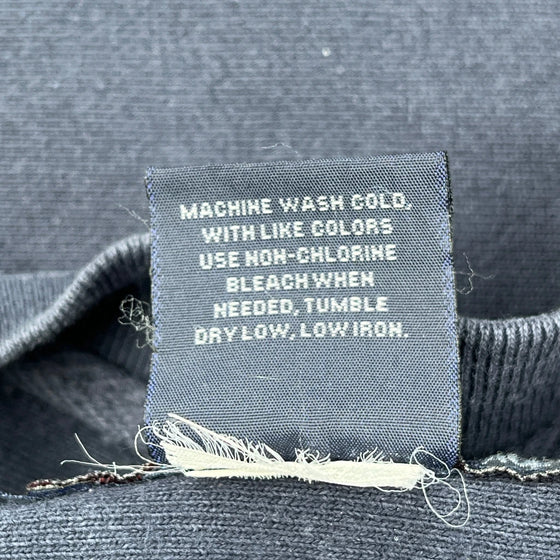 MACHINE WASH COLD,
WITH LIKE COLORS
USE NON-CHLORINE
BLEACH WHEN
NEEDED, TUMBLE
DRY LOW, LOW IRON.